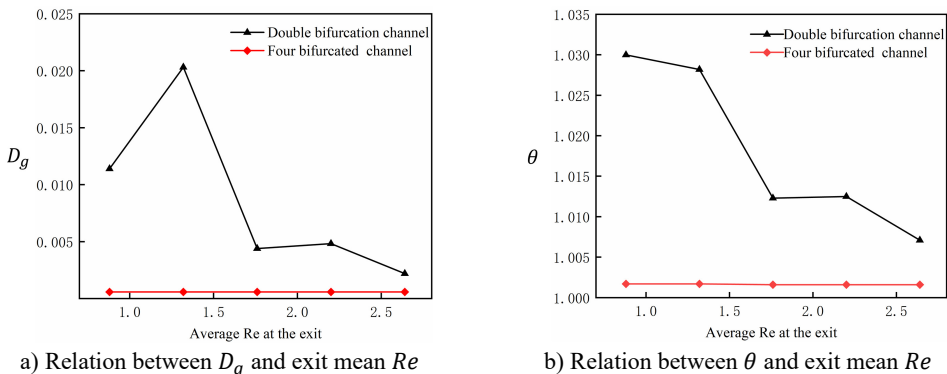 0.025
0.020
0.015
0.010
0.005
D_g
Double bifurcation channel
Four bifurcated channel
1.0 1.5 2.0 2.5
Average Re at the exit
a) Relation between D_g and exit mean Re
1.035
1.030
1.025
1.020
1.015
1.010
1.005
1.000
θ
Double bifurcation channel
Four bifurcated channel
1.0 1.5 2.0 2.5
Average Re at the exit
b) Relation between θ and exit mean Re